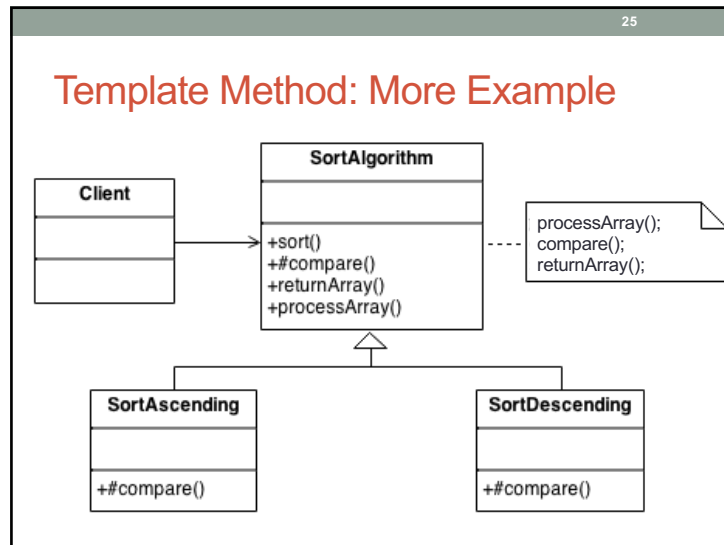 25
Template Method: More Example
SortAlgorithm
Client
+sort()
+#compare()
+returnArray()
+processArray()
processArray();
compare();
returnArray();
SortAscending
+#compare()
SortDescending
+#compare()